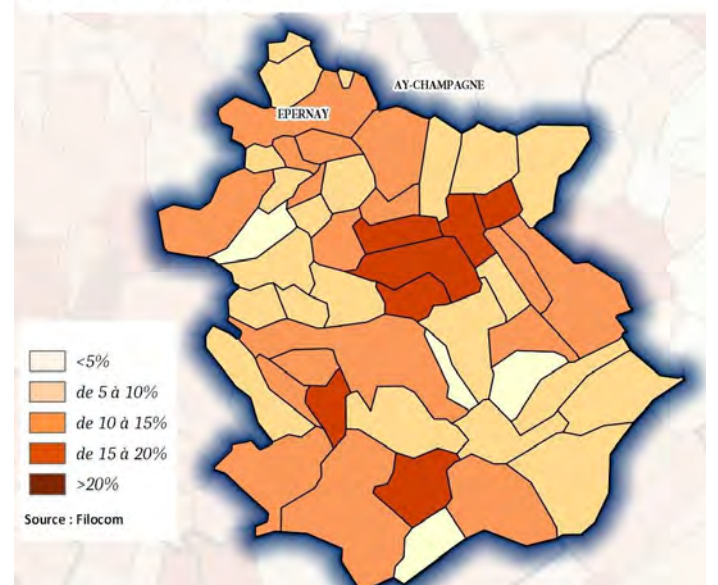 AY-CHAMPAGNE
EPERNAY
<5%
de 5 à 10%
de 10 à 15%
de 15 à 20%
>20%
Source : Filocom